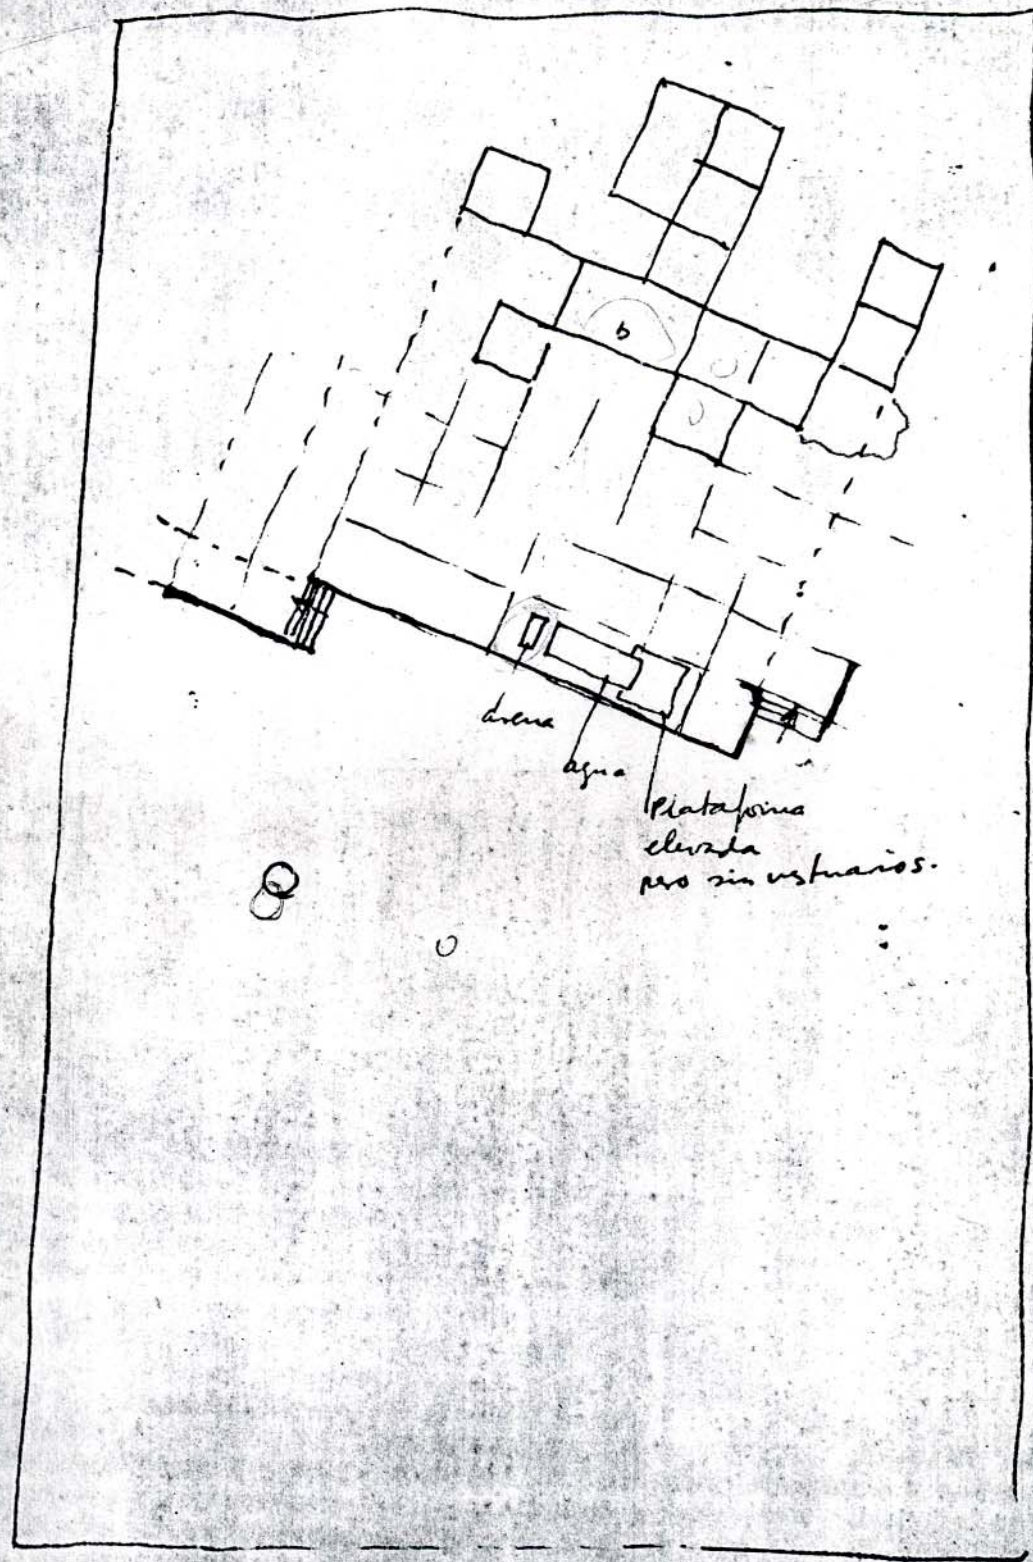 b
arena
agua
Plataforma
elevada
pero sin vestuarios.